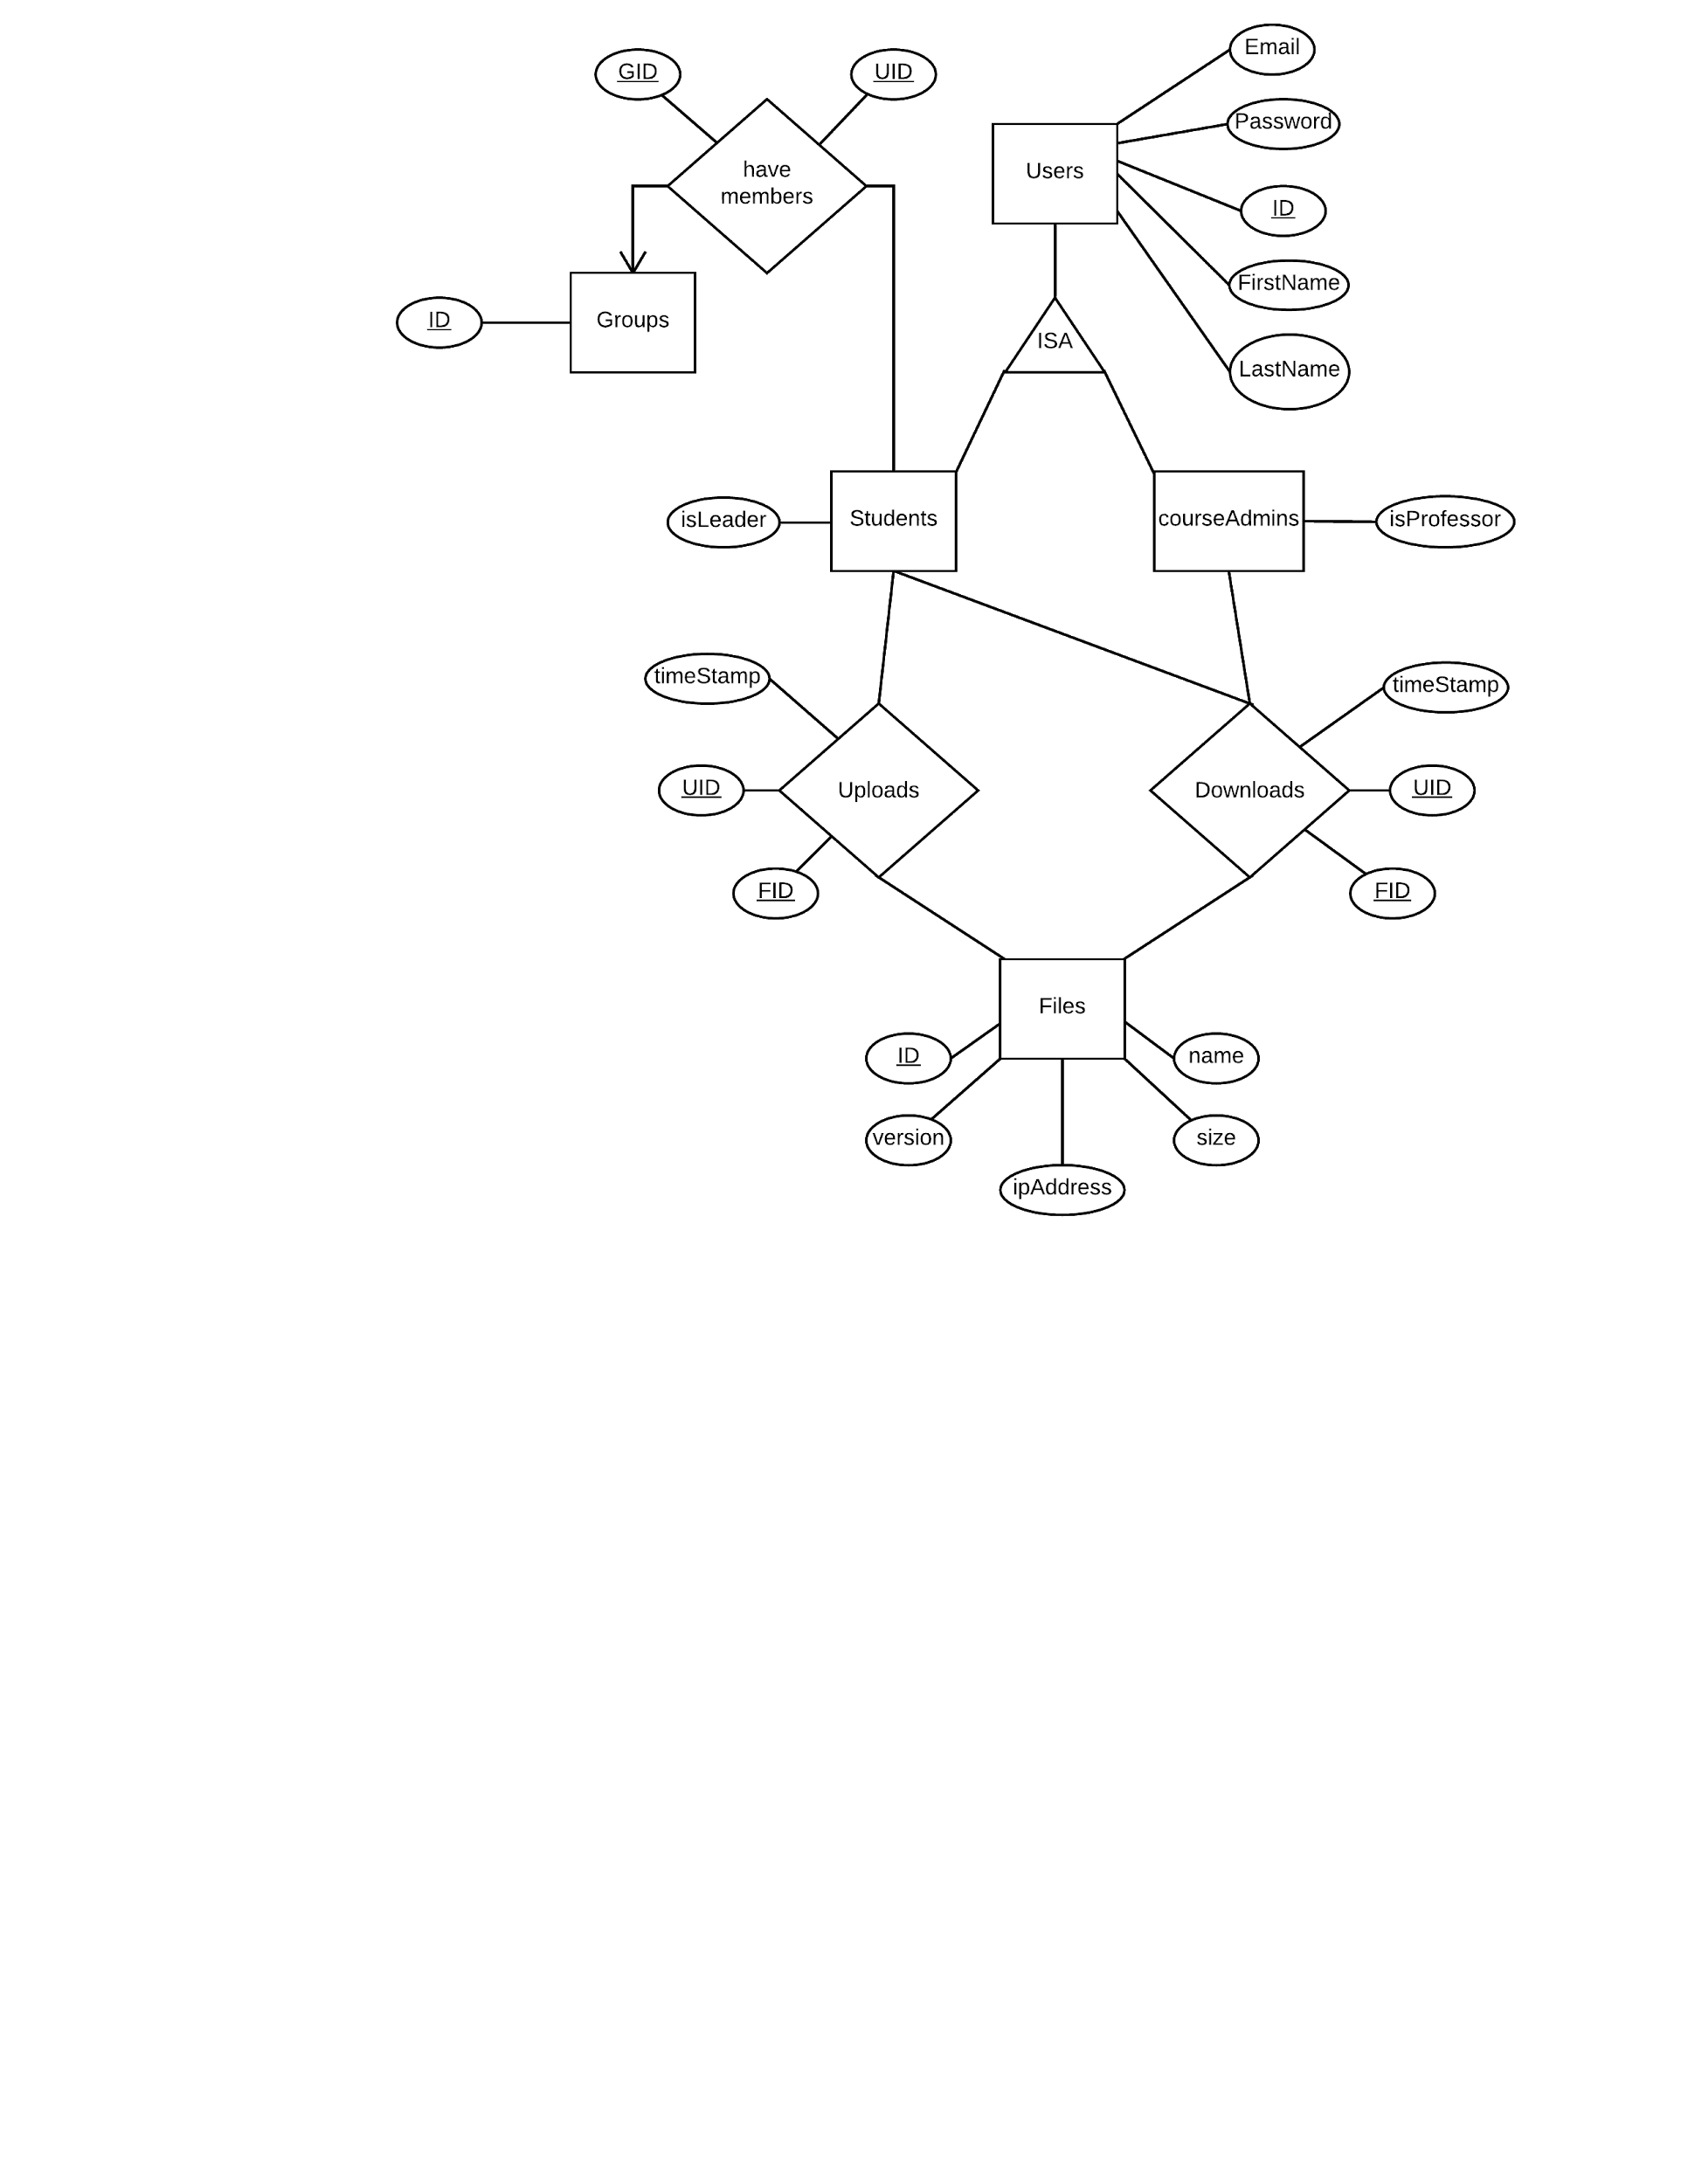 Email
GID
UID
Password
have
members
Users
ID
FirstName
ID
Groups
ISA
LastName
isLeader
Students
courseAdmins
isProfessor
timeStamp
timeStamp
UID
Uploads
Downloads
UID
FID
FID
Files
ID
name
version
size
ipAddress